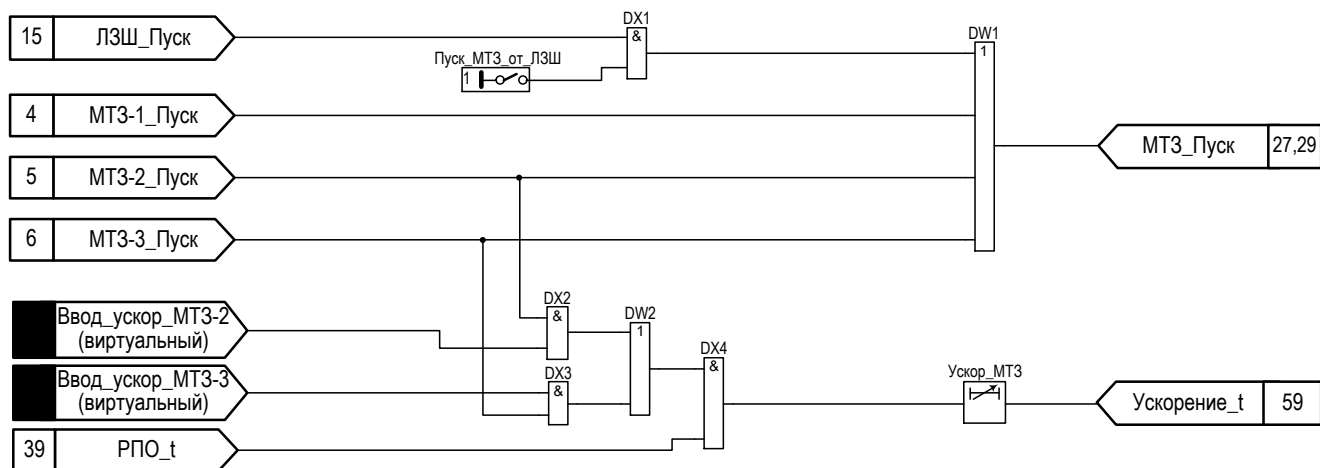 DX1
15 ЛЗШ_Пуск
&
DW1
1
Пуск_МТЗ_от_ЛЗШ
1
4 МТЗ-1_Пуск
МТЗ_Пуск 27,29
5 МТЗ-2_Пуск
6 МТЗ-3_Пуск
DX2
&
Ввод_ускор_МТЗ-2
(виртуальный)
DW2
1
DX4
&
DX3
&
Ввод_ускор_МТЗ-3
(виртуальный)
Ускор_МТЗ
Ускорение_t 59
39 РПО_t